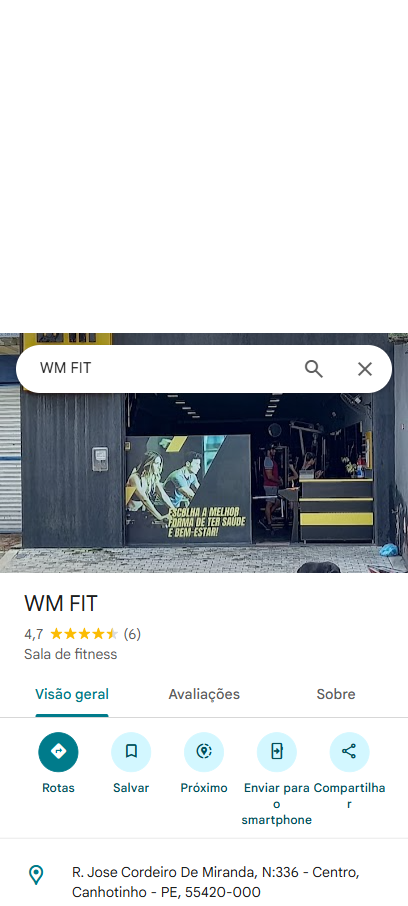 WM FIT
ESCOLHA A MELHOR
FORMA DE TER SAÚDE
E BEM-ESTAR!
WM FIT
4,7 (6)
Sala de fitness
Visão geral Avaliações Sobre
Rotas Salvar Próximo Enviar para Compartilha
o r
smartphone
R. Jose Cordeiro De Miranda, N:336 - Centro,
Canhotinho - PE, 55420-000